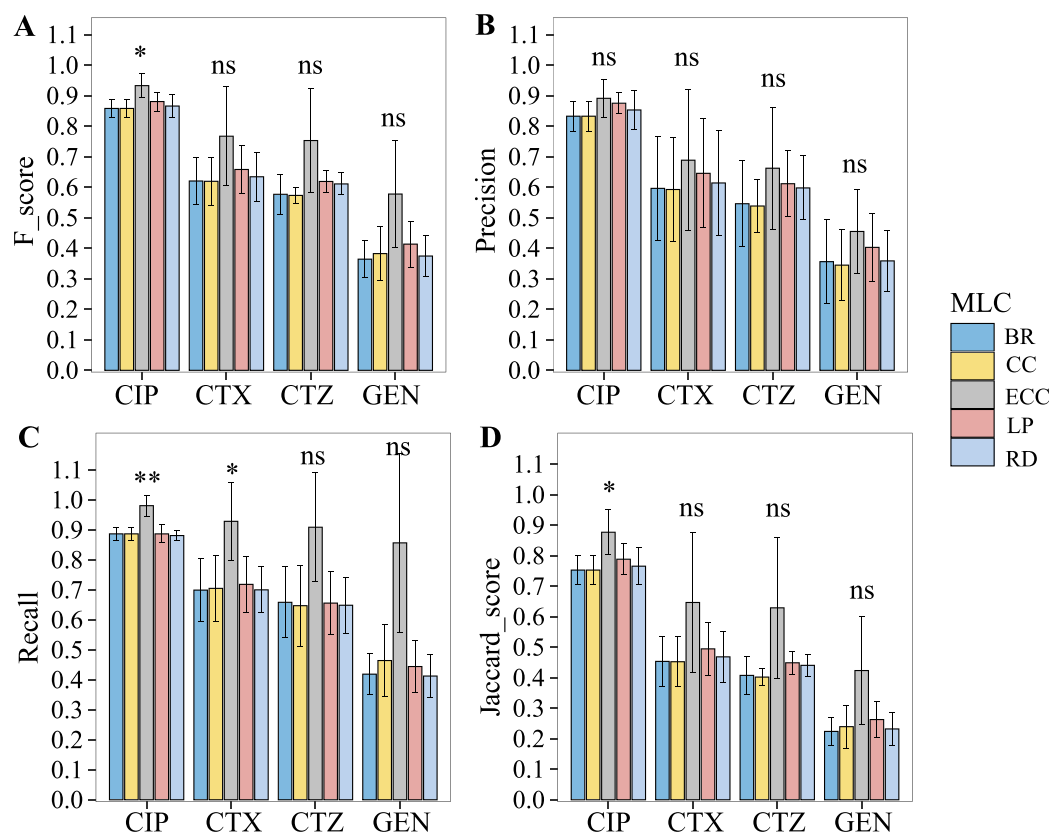 A
1.1
1.0
0.9
0.8
0.7
0.6
0.5
0.4
0.3
0.2
0.1
0.0
F_score
* ns ns ns
CIP CTX CTZ GEN
B
1.1
1.0
0.9
0.8
0.7
0.6
0.5
0.4
0.3
0.2
0.1
0.0
Precision
ns ns ns ns
CIP CTX CTZ GEN
C
1.1
1.0
0.9
0.8
0.7
0.6
0.5
0.4
0.3
0.2
0.1
0.0
Recall
** * ns ns
CIP CTX CTZ GEN
D
1.1
1.0
0.9
0.8
0.7
0.6
0.5
0.4
0.3
0.2
0.1
0.0
Jaccard_score
* ns ns ns
CIP CTX CTZ GEN
MLC
BR
CC
ECC
LP
RD